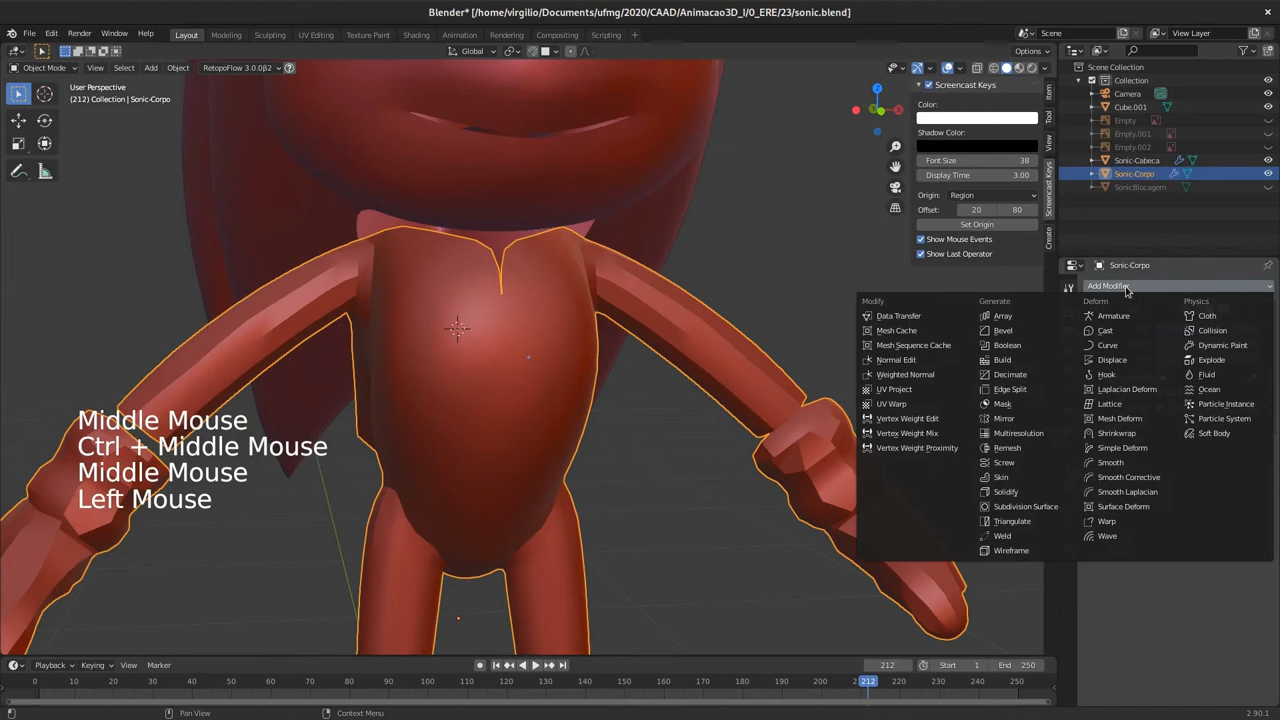 Blender* [/home/virgilio/Documents/ufmg/2020/CAAD/Animacao3D_I/0_ERE/23/sonic.blend]
File Edit Render Window Help Layout Modeling Sculpting UV Editing Texture Paint Shading Animation Rendering Compositing Scripting Scene View Layer
Global Options
Object Mode View Select Add Object RetopoFlow 3.0.0β2
User Perspective
(212) Collection | Sonic-Corpo
Scene Collection
Collection
Camera
Cube.001
Empty
Empty.001
Empty.002
Sonic-Cabeca
Sonic-Corpo
SonicBlocagem
Screencast Keys
Color:
Shadow Color:
Font Size 38
Display Time 3.00
Origin: Region
Offset: 20 80
Set Origin
Show Mouse Events
Show Last Operator
Item
Tool
View
Screencast Keys
Create
X
Z
Sonic-Corpo
Add Modifier
Modify
Data Transfer
Mesh Cache
Mesh Sequence Cache
Normal Edit
Weighted Normal
UV Project
UV Warp
Vertex Weight Edit
Vertex Weight Mix
Vertex Weight Proximity
Generate
Array
Bevel
Boolean
Build
Decimate
Edge Split
Mask
Mirror
Multiresolution
Remesh
Screw
Skin
Solidify
Subdivision Surface
Triangulate
Weld
Wireframe
Deform
Armature
Cast
Curve
Displace
Hook
Laplacian Deform
Lattice
Mesh Deform
Shrinkwrap
Simple Deform
Smooth
Smooth Corrective
Smooth Laplacian
Surface Deform
Warp
Wave
Physics
Cloth
Collision
Dynamic Paint
Explode
Fluid
Ocean
Particle Instance
Particle System
Soft Body
Middle Mouse
Ctrl + Middle Mouse
Middle Mouse
Left Mouse
Playback Keying View Marker 212 Start 1 End 250
0 10 20 30 40 50 60 70 80 90 100 110 120 130 140 150 160 170 180 190 200 212 220 230 240 250
Pan View Context Menu 2.90.1